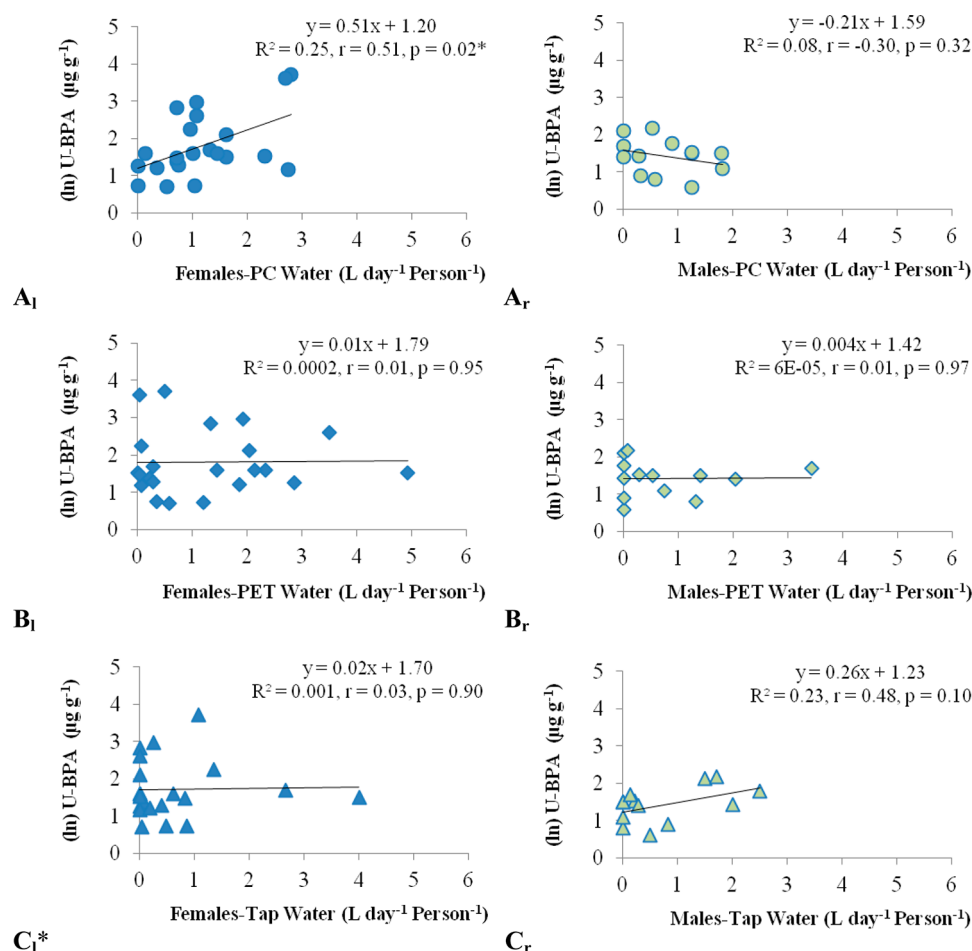 y = 0.51x + 1.20
R² = 0.25, r = 0.51, p = 0.02*
(ln) U-BPA (µg g⁻¹)
5
4
3
2
1
0
0 1 2 3 4 5 6
Females-PC Water (L day⁻¹ Person⁻¹)
Aₗ
y = -0.21x + 1.59
R² = 0.08, r = -0.30, p = 0.32
(ln) U-BPA (µg g⁻¹)
5
4
3
2
1
0
0 1 2 3 4 5 6
Males-PC Water (L day⁻¹ Person⁻¹)
Aᵣ
y = 0.01x + 1.79
R² = 0.0002, r = 0.01, p = 0.95
(ln) U-BPA (µg g⁻¹)
5
4
3
2
1
0
0 1 2 3 4 5 6
Females-PET Water (L day⁻¹ Person⁻¹)
Bₗ
y = 0.004x + 1.42
R² = 6E-05, r = 0.01, p = 0.97
(ln) U-BPA (µg g⁻¹)
5
4
3
2
1
0
0 1 2 3 4 5 6
Males-PET Water (L day⁻¹ Person⁻¹)
Bᵣ
y = 0.02x + 1.70
R² = 0.001, r = 0.03, p = 0.90
(ln) U-BPA (µg g⁻¹)
5
4
3
2
1
0
0 1 2 3 4 5 6
Females-Tap Water (L day⁻¹ Person⁻¹)
Cₗ*
y = 0.26x + 1.23
R² = 0.23, r = 0.48, p = 0.10
(ln) U-BPA (µg g⁻¹)
5
4
3
2
1
0
0 1 2 3 4 5 6
Males-Tap Water (L day⁻¹ Person⁻¹)
Cᵣ